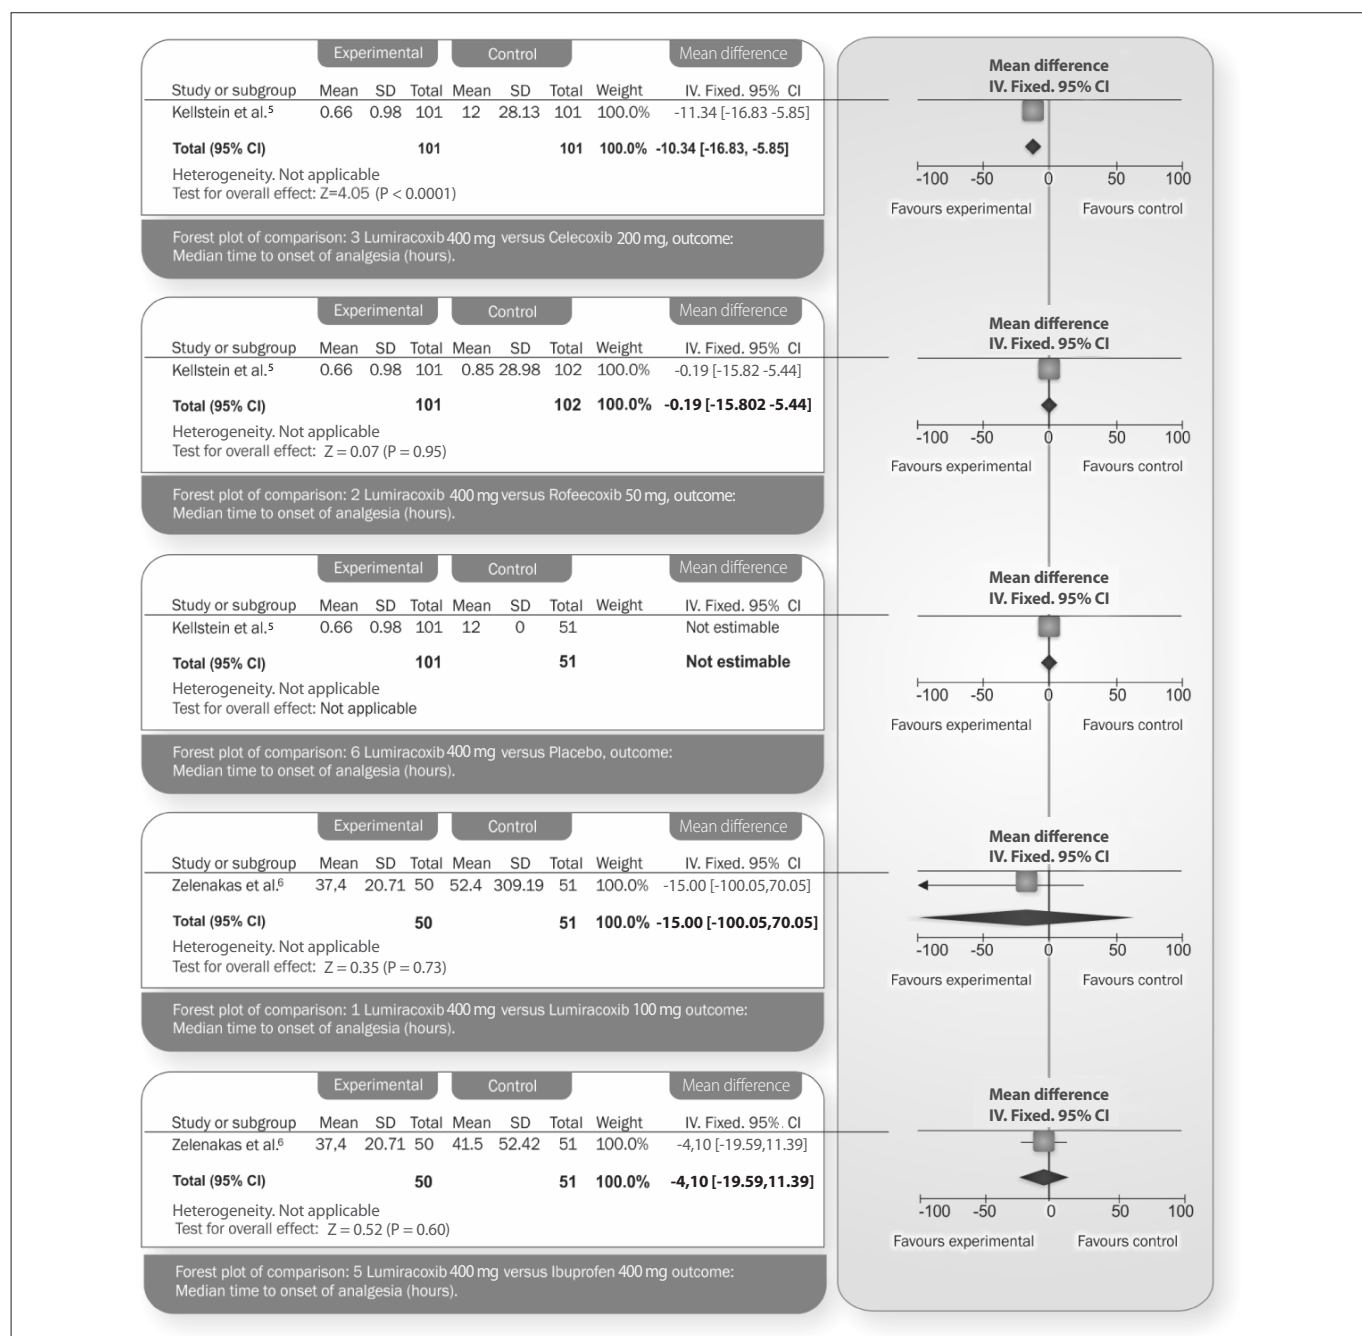 Experimental Control Mean difference
Study or subgroup Mean SD Total Mean SD Total Weight IV. Fixed. 95% CI
Kellstein et al.⁵ 0.66 0.98 101 12 28.13 101 100.0% -11.34 [-16.83 -5.85]
Total (95% CI) 101 101 100.0% -10.34 [-16.83, -5.85]
Heterogeneity. Not applicable
Test for overall effect: Z=4.05 (P < 0.0001)
Forest plot of comparison: 3 Lumiracoxib 400 mg versus Celecoxib 200 mg, outcome:
Median time to onset of analgesia (hours).
Mean difference
IV. Fixed. 95% CI
-100 -50 0 50 100
Favours experimental Favours control
Experimental Control Mean difference
Study or subgroup Mean SD Total Mean SD Total Weight IV. Fixed. 95% CI
Kellstein et al.⁵ 0.66 0.98 101 0.85 28.98 102 100.0% -0.19 [-15.82 -5.44]
Total (95% CI) 101 102 100.0% -0.19 [-15.802 -5.44]
Heterogeneity. Not applicable
Test for overall effect: Z = 0.07 (P = 0.95)
Forest plot of comparison: 2 Lumiracoxib 400 mg versus Rofeecoxib 50 mg, outcome:
Median time to onset of analgesia (hours).
Mean difference
IV. Fixed. 95% CI
-100 -50 0 50 100
Favours experimental Favours control
Experimental Control Mean difference
Study or subgroup Mean SD Total Mean SD Total Weight IV. Fixed. 95% CI
Kellstein et al.⁵ 0.66 0.98 101 12 0 51 Not estimable
Total (95% CI) 101 51 Not estimable
Heterogeneity. Not applicable
Test for overall effect: Not applicable
Forest plot of comparison: 6 Lumiracoxib 400 mg versus Placebo, outcome:
Median time to onset of analgesia (hours).
Mean difference
IV. Fixed. 95% CI
-100 -50 0 50 100
Favours experimental Favours control
Experimental Control Mean difference
Study or subgroup Mean SD Total Mean SD Total Weight IV. Fixed. 95% CI
Zelenakas et al.⁶ 37,4 20.71 50 52.4 309.19 51 100.0% -15.00 [-100.05,70.05]
Total (95% CI) 50 51 100.0% -15.00 [-100.05,70.05]
Heterogeneity. Not applicable
Test for overall effect: Z = 0.35 (P = 0.73)
Forest plot of comparison: 1 Lumiracoxib 400 mg versus Lumiracoxib 100 mg outcome:
Median time to onset of analgesia (hours).
Mean difference
IV. Fixed. 95% CI
-100 -50 0 50 100
Favours experimental Favours control
Experimental Control Mean difference
Study or subgroup Mean SD Total Mean SD Total Weight IV. Fixed. 95%. CI
Zelenakas et al.⁶ 37,4 20.71 50 41.5 52.42 51 100.0% -4,10 [-19.59,11.39]
Total (95% CI) 50 51 100.0% -4,10 [-19.59,11.39]
Heterogeneity. Not applicable
Test for overall effect: Z = 0.52 (P = 0.60)
Forest plot of comparison: 5 Lumiracoxib 400 mg versus Ibuprofen 400 mg outcome:
Median time to onset of analgesia (hours).
Mean difference
IV. Fixed. 95% CI
-100 -50 0 50 100
Favours experimental Favours control